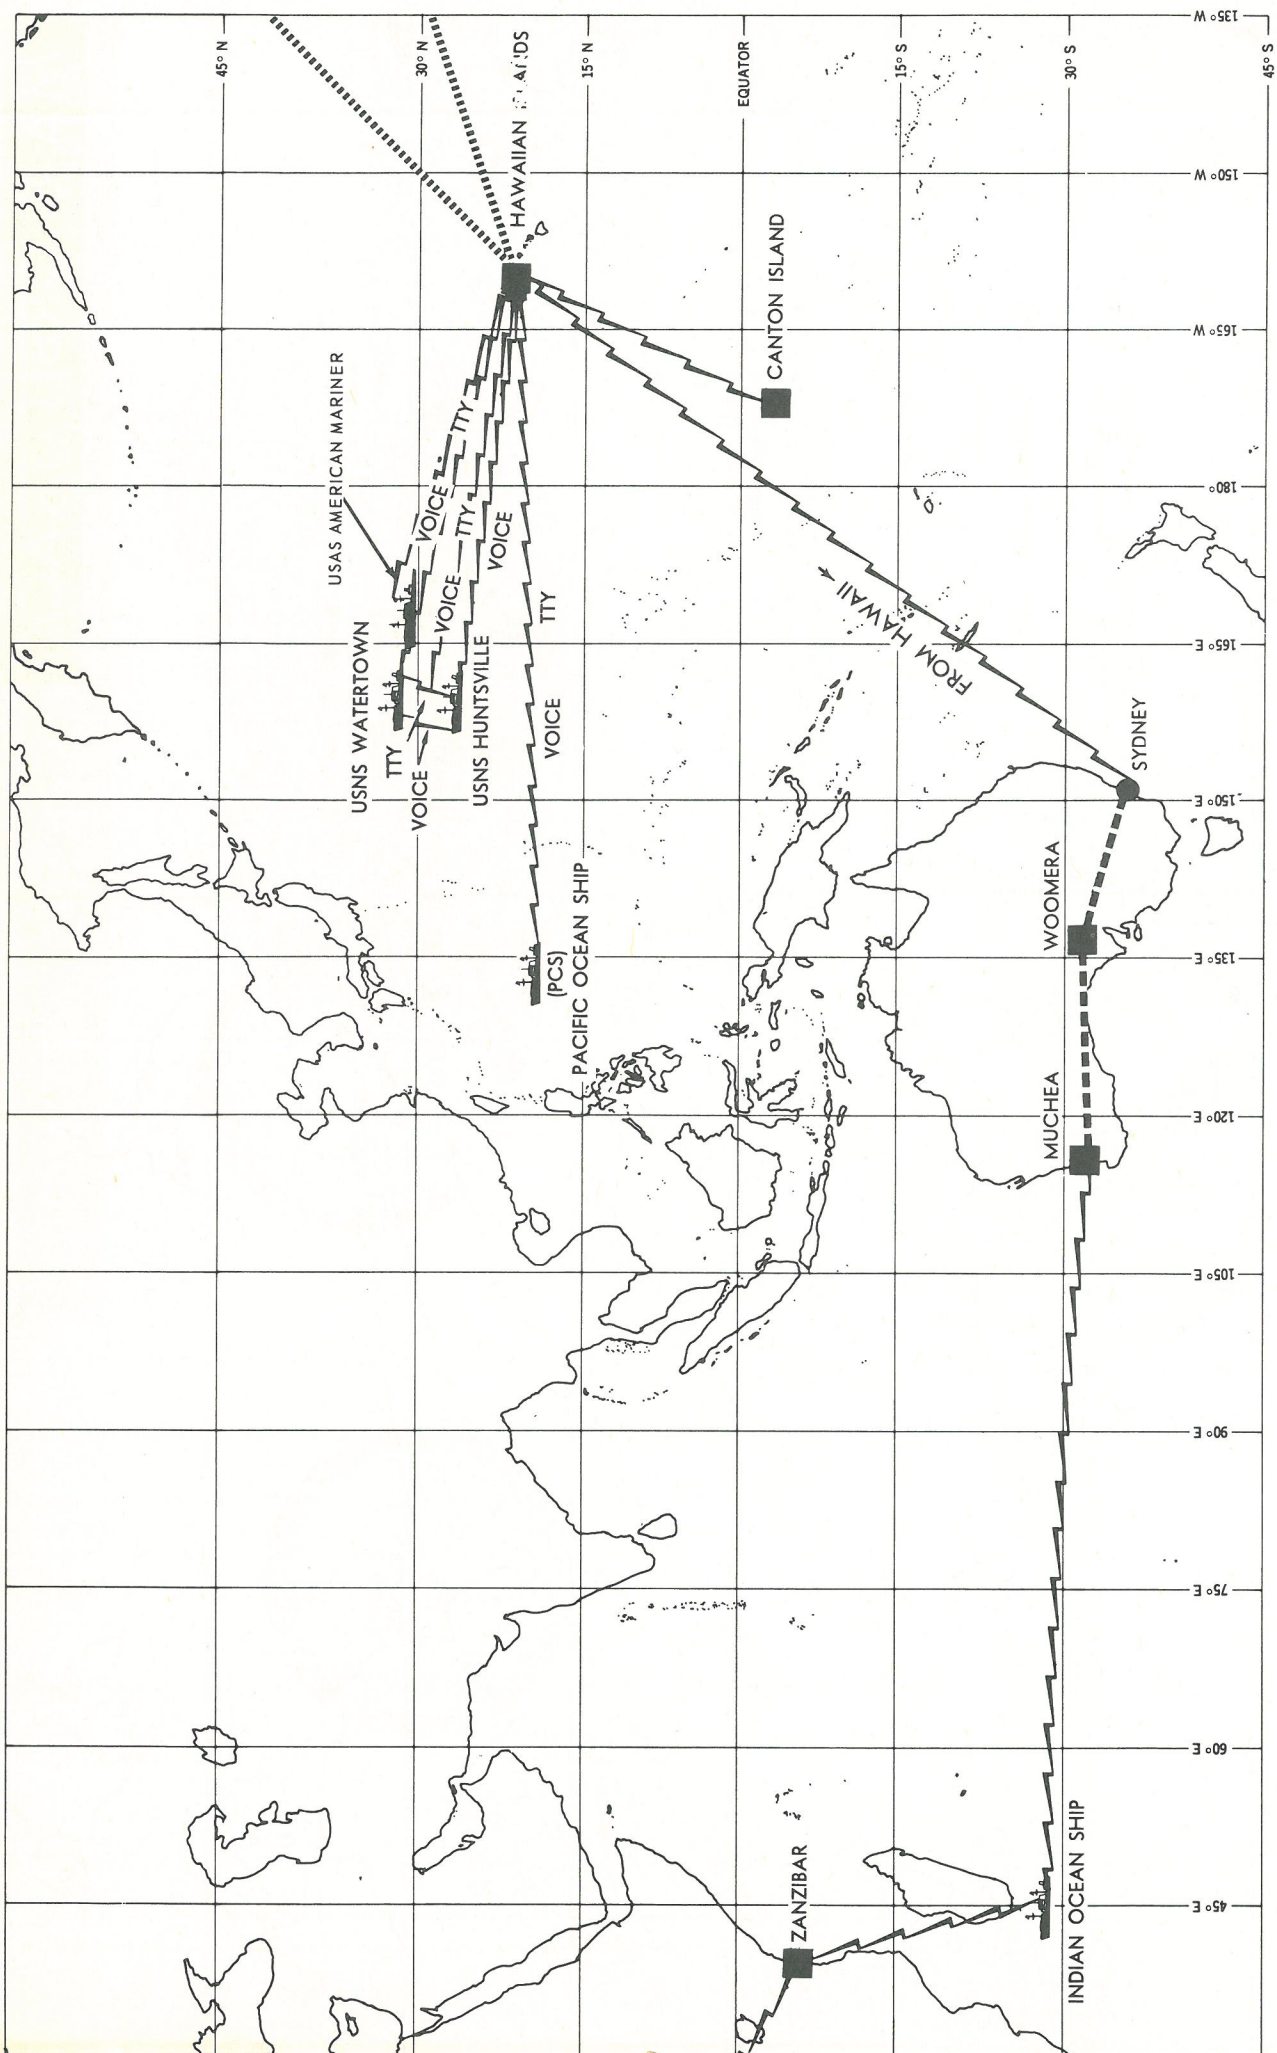 45° N
30° N
15° N
EQUATOR
15° S
30° S
45° S
135° W
150° W
165° W
180°
165° E
150° E
135° E
120° E
105° E
90° E
75° E
60° E
45° E
HAWAIIAN ISLANDS
CANTON ISLAND
USAS AMERICAN MARINER
TTY
VOICE
TTY
VOICE
VOICE
TTY
VOICE
USNS WATERTOWN
TTY
VOICE
USNS HUNTSVILLE
FROM HAWAII
SYDNEY
(PCS)
PACIFIC OCEAN SHIP
WOOMERA
MUCHEA
ZANZIBAR
INDIAN OCEAN SHIP